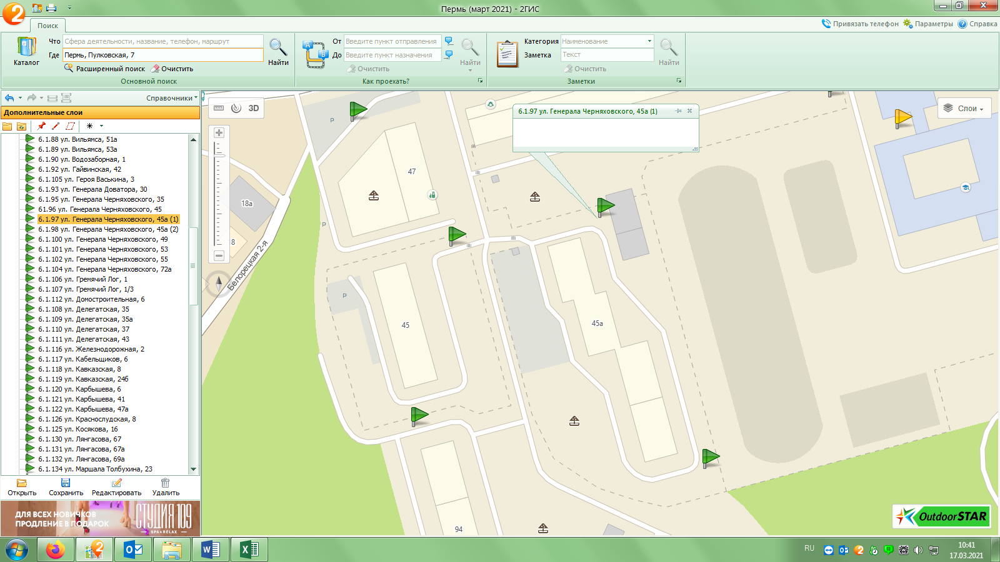 Пермь (март 2021) - 2ГИС
Поиск
Привязать телефон
Параметры
Справка
Каталог
Что
Сфера деятельности, название, телефон, маршрут
Где
Пермь, Пулковская, 7
Расширенный поиск
Очистить
Найти
Основной поиск
От
Введите пункт отправления
До
Введите пункт назначения
Очистить
Найти
Как проехать?
Категория
Наименование
Заметка
Текст
Очистить
Найти
Заметки
Справочники
Дополнительные слои
6.1.88 ул. Вильямса, 51а
6.1.89 ул. Вильямса, 53а
6.1.90 ул. Водозаборная, 1
6.1.92 ул. Гайвинская, 42
6.1.105 ул. Героя Васькина, 3
6.1.93 ул. Генерала Доватора, 30
6.1.95 ул. Генерала Черняховского, 35
61.96 ул. Генерала Черняховского, 45
6.1.97 ул. Генерала Черняховского, 45а (1)
6.1.98 ул. Генерала Черняховского, 45а (2)
6.1.100 ул. Генерала Черняховского, 49
6.1.101 ул. Генерала Черняховского, 53
6.1.102 ул. Генерала Черняховского, 55
6.1.104 ул. Генерала Черняховского, 72а
6.1.106 ул. Гремячий Лог, 1
6.1.107 ул. Гремячий Лог, 1/3
6.1.112 ул. Домостроительная, 6
6.1.108 ул. Делегатская, 35
6.1.109 ул. Делегатская, 35а
6.1.110 ул. Делегатская, 37
6.1.111 ул. Делегатская, 43
6.1.116 ул. Железнодорожная, 2
6.1.117 ул. Кабельщиков, 6
6.1.118 ул. Кавказская, 8
6.1.119 ул. Кавказская, 24б
6.1.120 ул. Карбышева, 6
6.1.121 ул. Карбышева, 41
6.1.122 ул. Карбышева, 47а
6.1.126 ул. Краснослудская, 8
6.1.125 ул. Косякова, 16
6.1.130 ул. Лянгасова, 67
6.1.131 ул. Лянгасова, 67а
6.1.132 ул. Лянгасова, 69а
6.1.134 ул. Маршала Толбухина, 23
Открыть
Сохранить
Редактировать
Удалить
ДЛЯ ВСЕХ НОВИЧКОВ
ПРОДЛЕНИЕ В ПОДАРОК
СТУДИЯ 109
SPA & RELAX
3D
Слои
6.1.97 ул. Генерала Черняховского, 45а (1)
P
47
18а
P
8
Белорецкая 2-я
P
45
45а
94
OutdoorSTAR
RU
10:41
17.03.2021